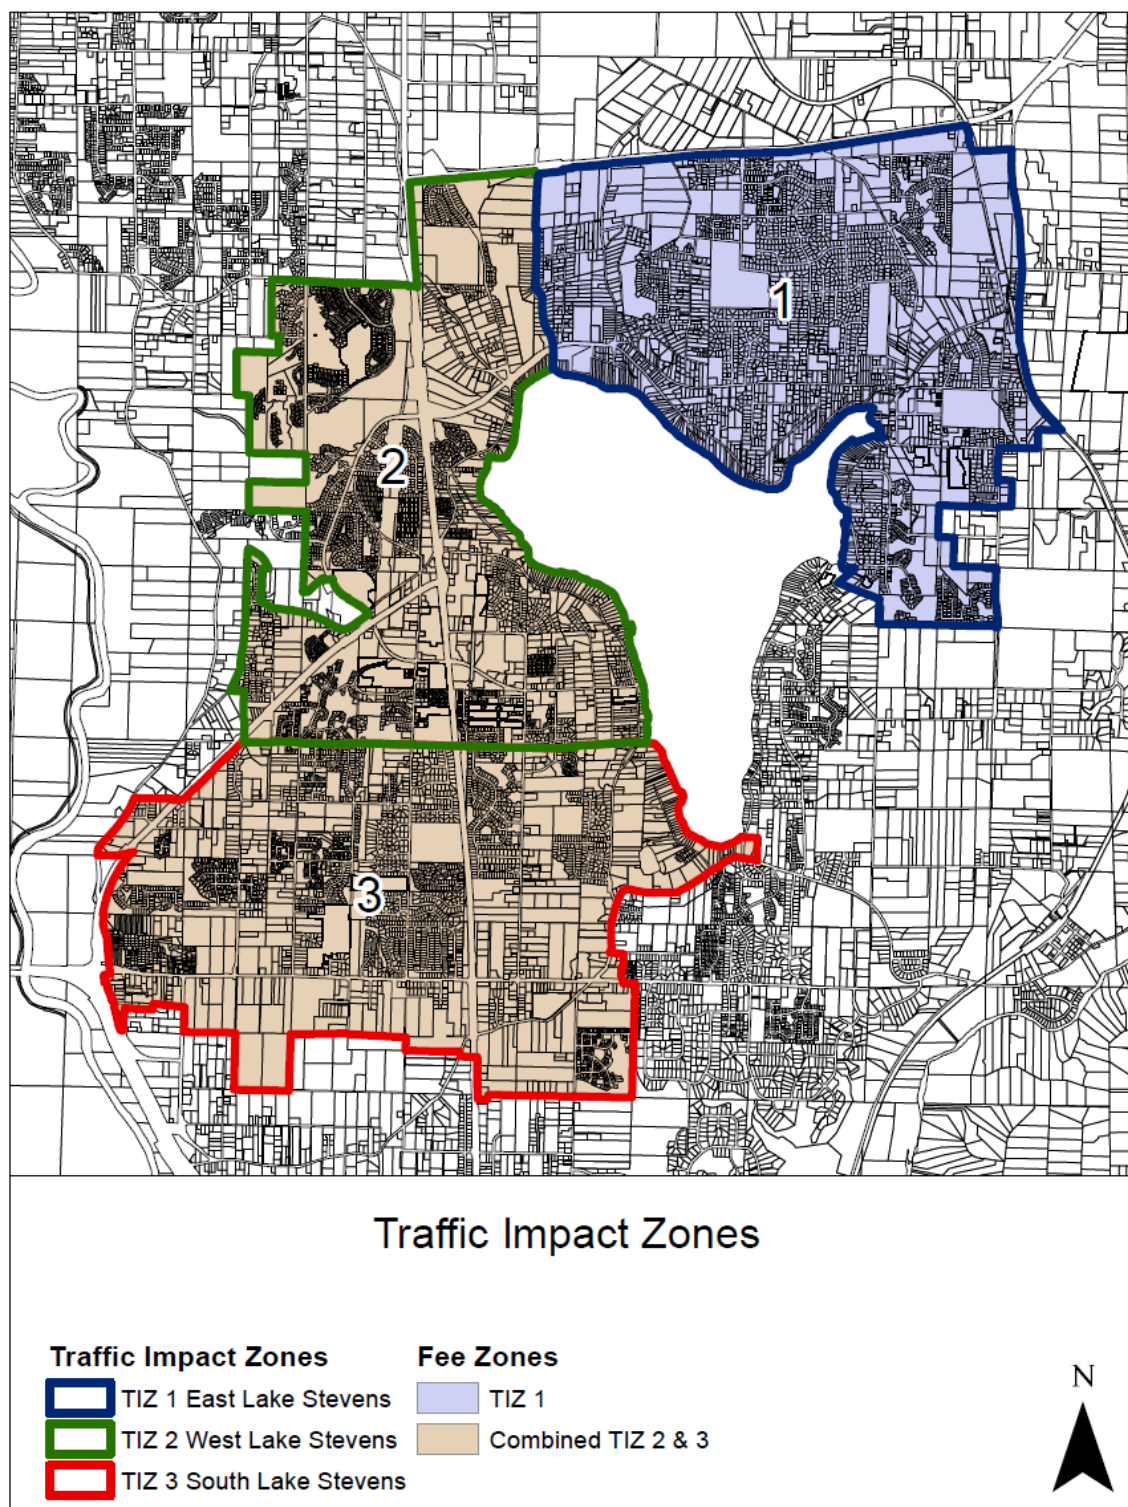 1
2
3
Traffic Impact Zones
Traffic Impact Zones
TIZ 1 East Lake Stevens
TIZ 2 West Lake Stevens
TIZ 3 South Lake Stevens
Fee Zones
TIZ 1
Combined TIZ 2 & 3
N